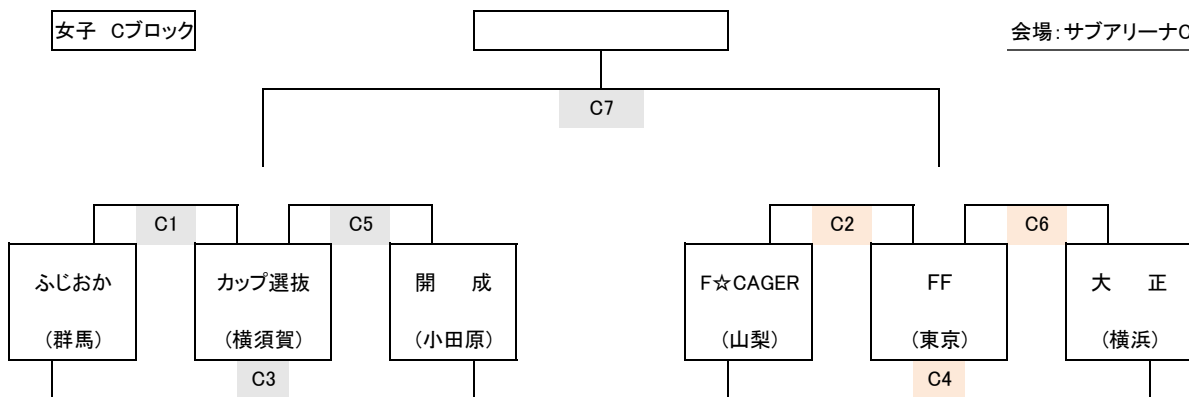 女子 Cブロック
会場:サブアリーナC
C7
C1
C5
C2
C6
ふじおか
カップ選抜
開 成
F☆CAGER
FF
大 正
(群馬)
(横須賀)
(小田原)
(山梨)
(東京)
(横浜)
C3
C4